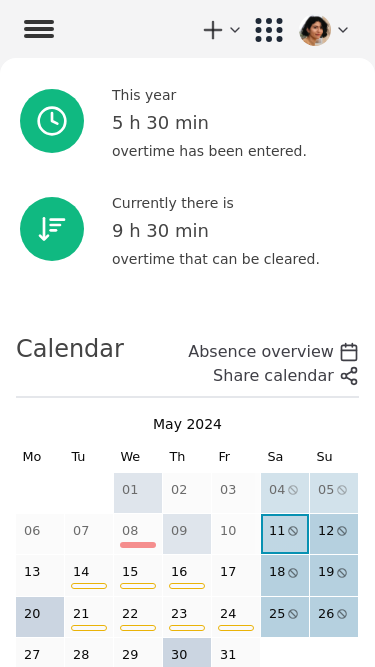 This year
5 h 30 min
overtime has been entered.
Currently there is
9 h 30 min
overtime that can be cleared.
Calendar
Absence overview
Share calendar
May 2024
Mo Tu We Th Fr Sa Su
01 02 03 04 05
06 07 08 09 10 11 12
13 14 15 16 17 18 19
20 21 22 23 24 25 26
27 28 29 30 31